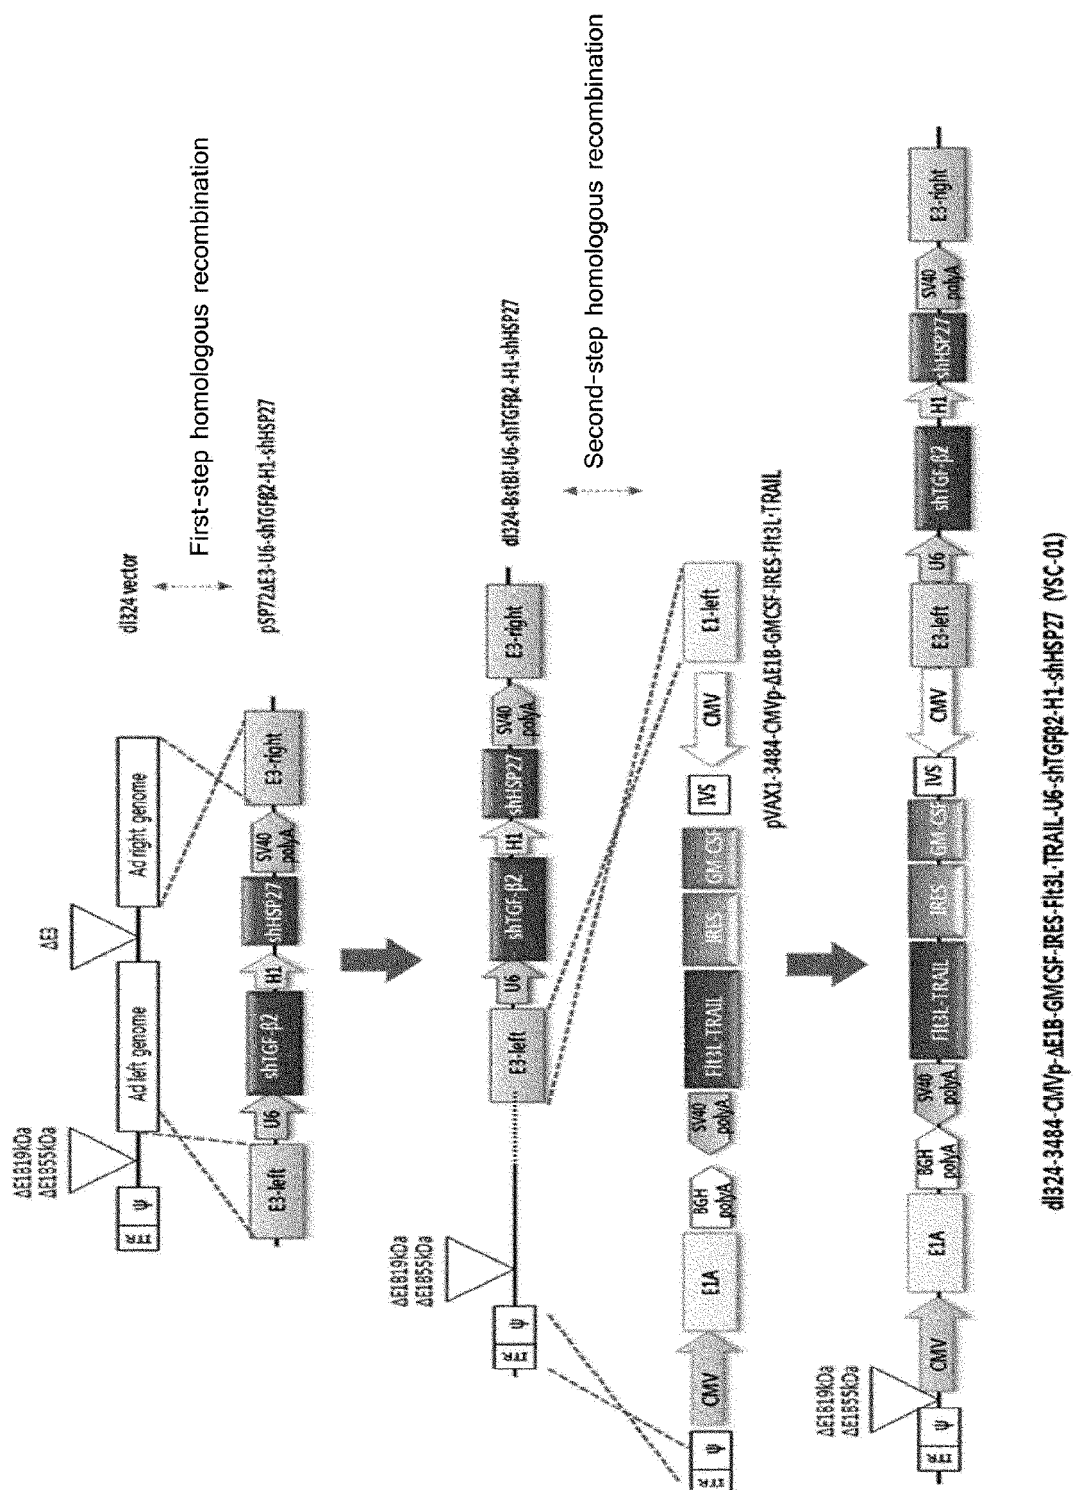 ΔE1B19kDa
ΔE1B55kDa
ΔE3
ITR
Ψ
Ad left genome
Ad right genome
dl324 vector
First-step homologous recombination
E3-left
U6
shTGF-β2
H1
shHSP27
SV40
polyA
E3-right
pSP72ΔE3-U6-shTGFβ2-H1-shHSP27
ΔE1B19kDa
ΔE1B55kDa
ITR
Ψ
E3-left
U6
shTGF-β2
H1
shHSP27
SV40
polyA
E3-right
dl324-BstBI-U6-shTGFβ2-H1-shHSP27
Second-step homologous recombination
ITR
Ψ
CMV
E1A
BGH
polyA
SV40
polyA
Flt3L-TRAIL
IRES
GM-CSF
IVS
CMV
E1-left
pVAX1-3484-CMVp-ΔE1B-GMCSF-IRES-Flt3L-TRAIL
ΔE1B19kDa
ΔE1B55kDa
ITR
Ψ
CMV
E1A
BGH
polyA
SV40
polyA
Flt3L-TRAIL
IRES
GM-CSF
IVS
CMV
E3-left
U6
shTGF-β2
H1
shHSP27
SV40
polyA
E3-right
dl324-3484-CMVp-ΔE1B-GMCSF-IRES-Flt3L-TRAIL-U6-shTGFβ2-H1-shHSP27 (YSC-01)